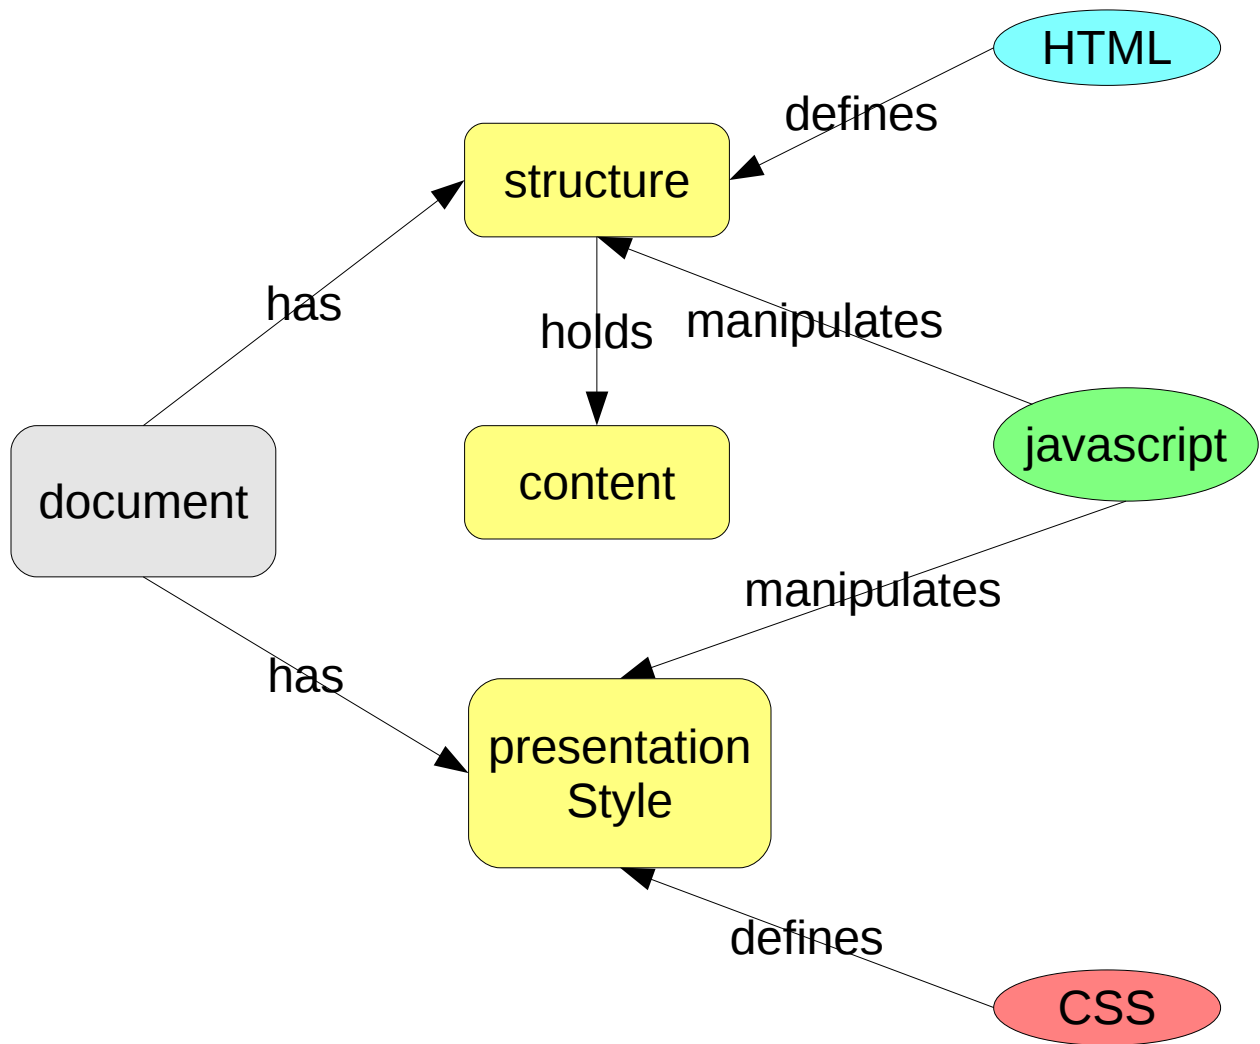 HTML
defines
structure
has
holds
manipulates
javascript
content
document
manipulates
has
presentation
Style
defines
CSS